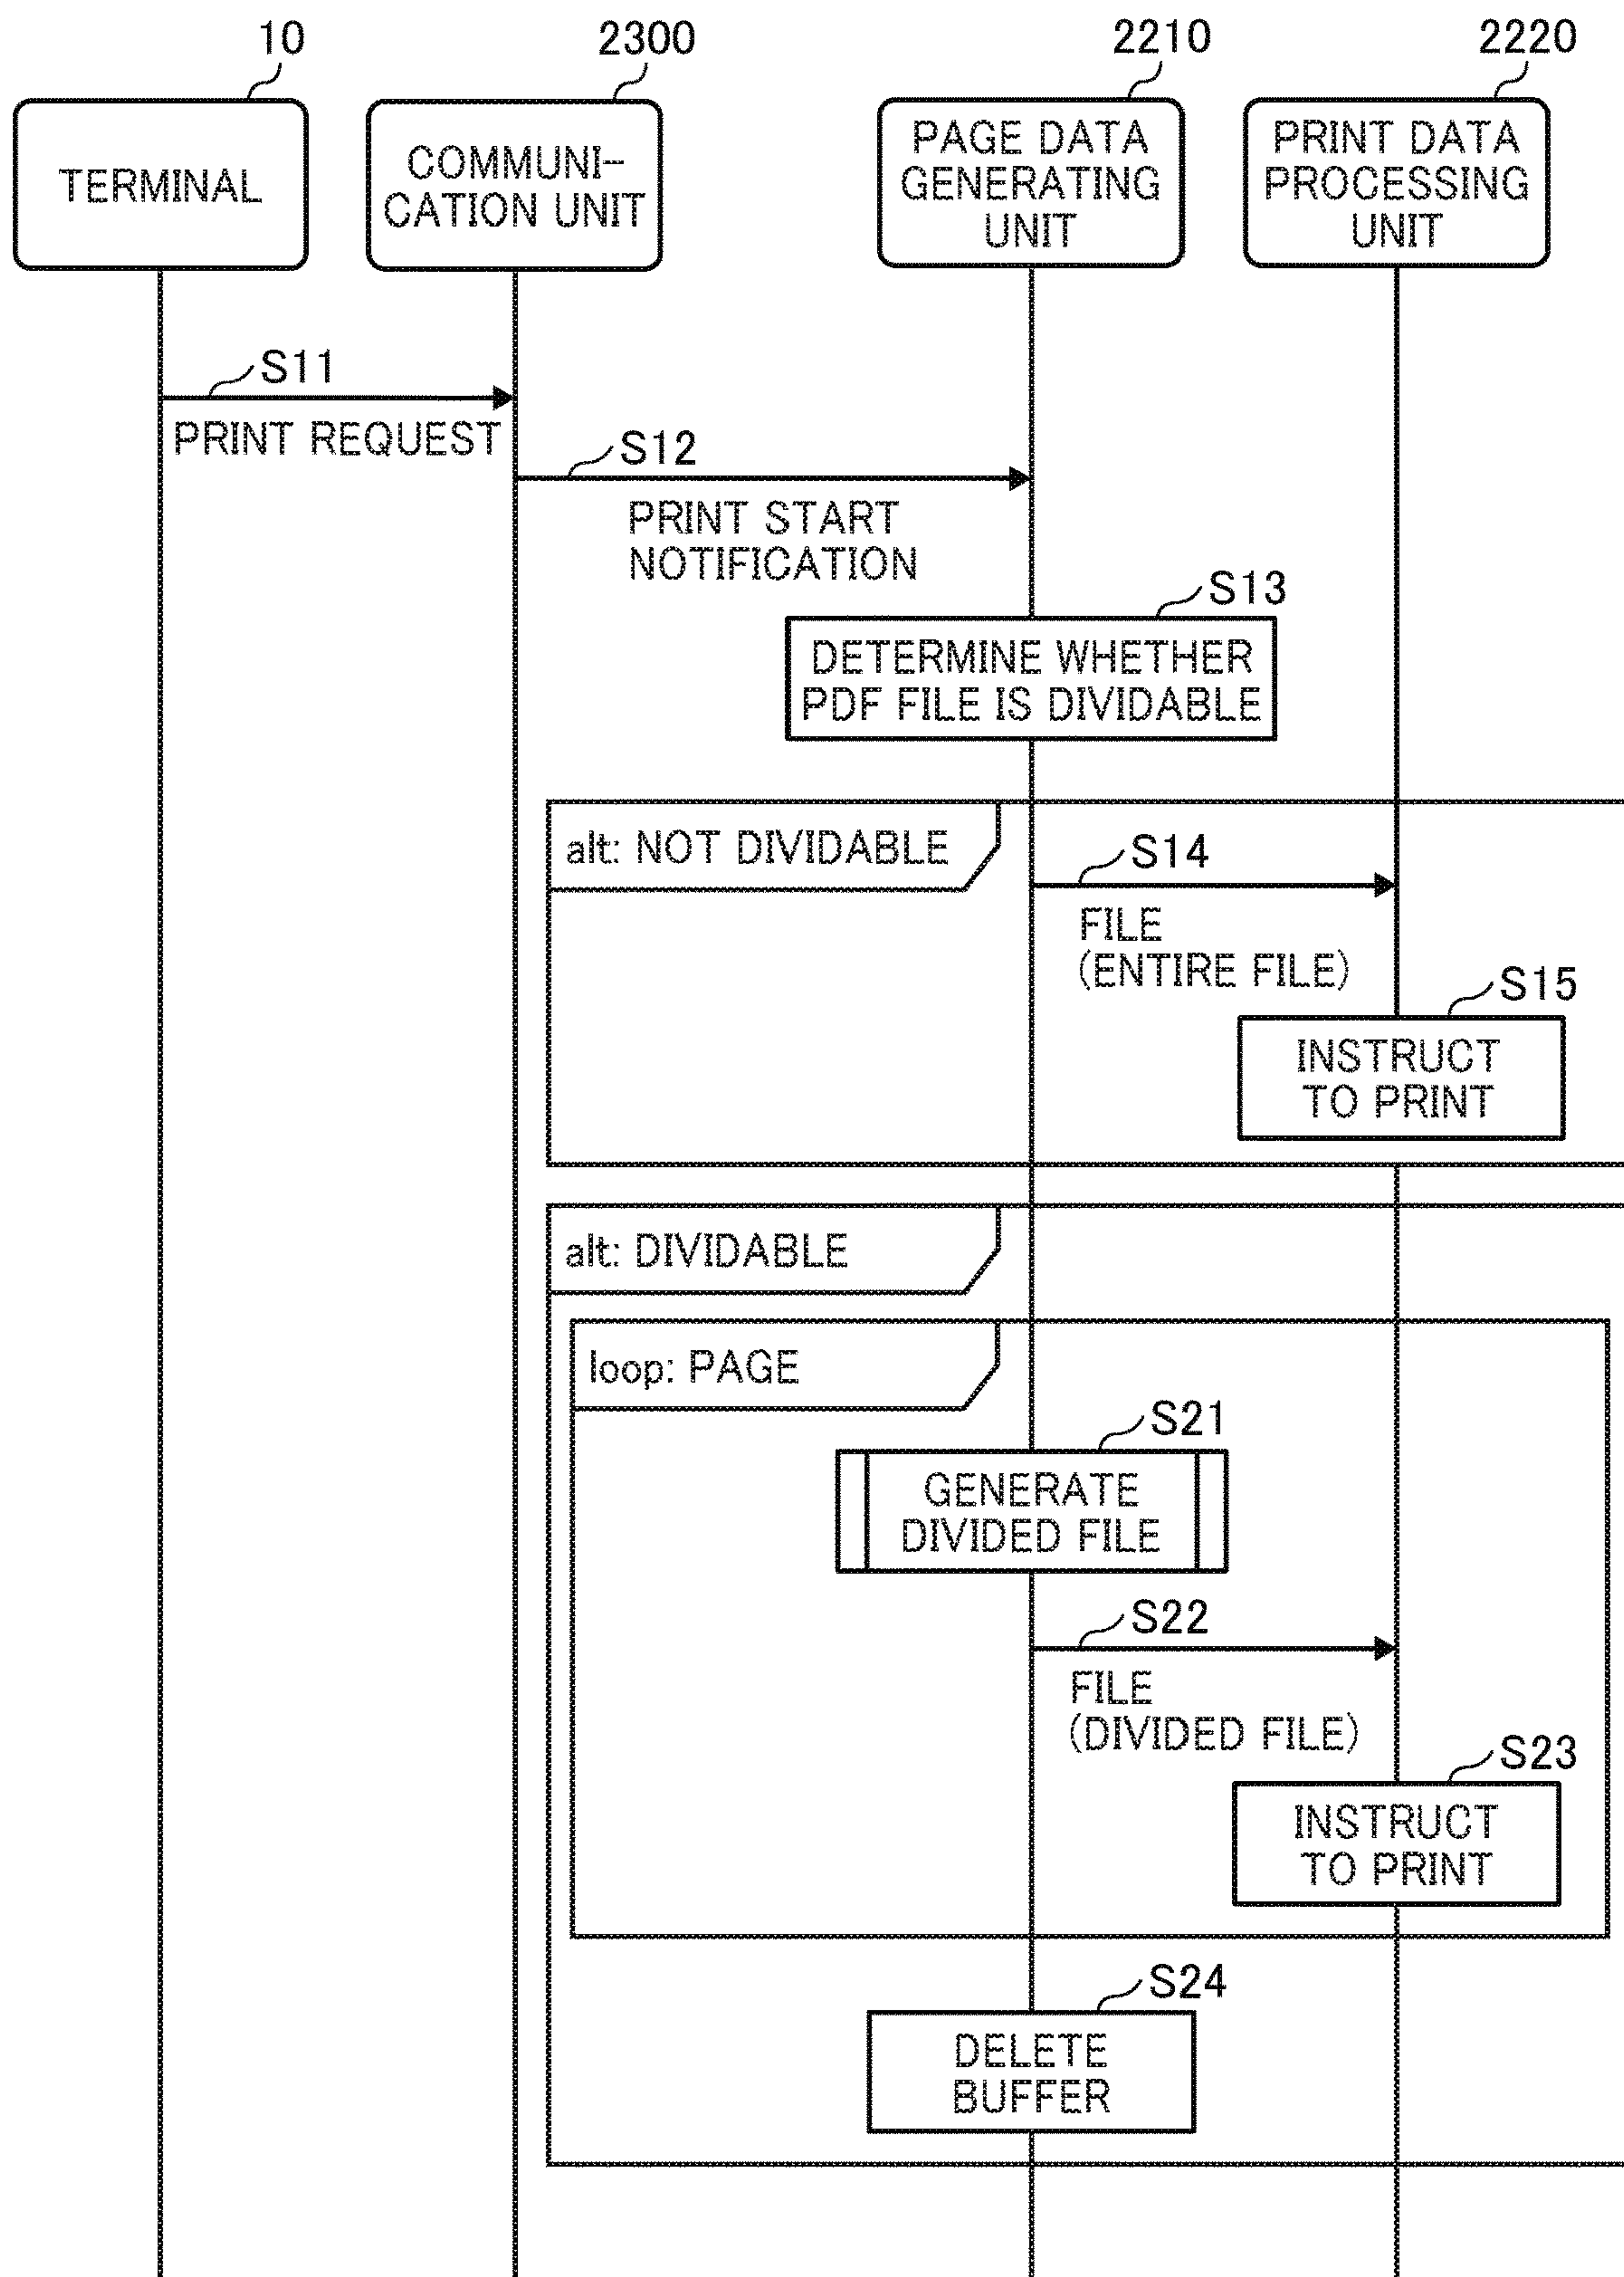 10
2300
2210
2220
TERMINAL
COMMUNI-
CATION UNIT
PAGE DATA
GENERATING
UNIT
PRINT DATA
PROCESSING
UNIT
S11
PRINT REQUEST
S12
PRINT START
NOTIFICATION
S13
DETERMINE WHETHER
PDF FILE IS DIVIDABLE
alt: NOT DIVIDABLE
S14
FILE
(ENTIRE FILE)
S15
INSTRUCT
TO PRINT
alt: DIVIDABLE
loop: PAGE
S21
GENERATE
DIVIDED FILE
S22
FILE
(DIVIDED FILE)
S23
INSTRUCT
TO PRINT
S24
DELETE
BUFFER